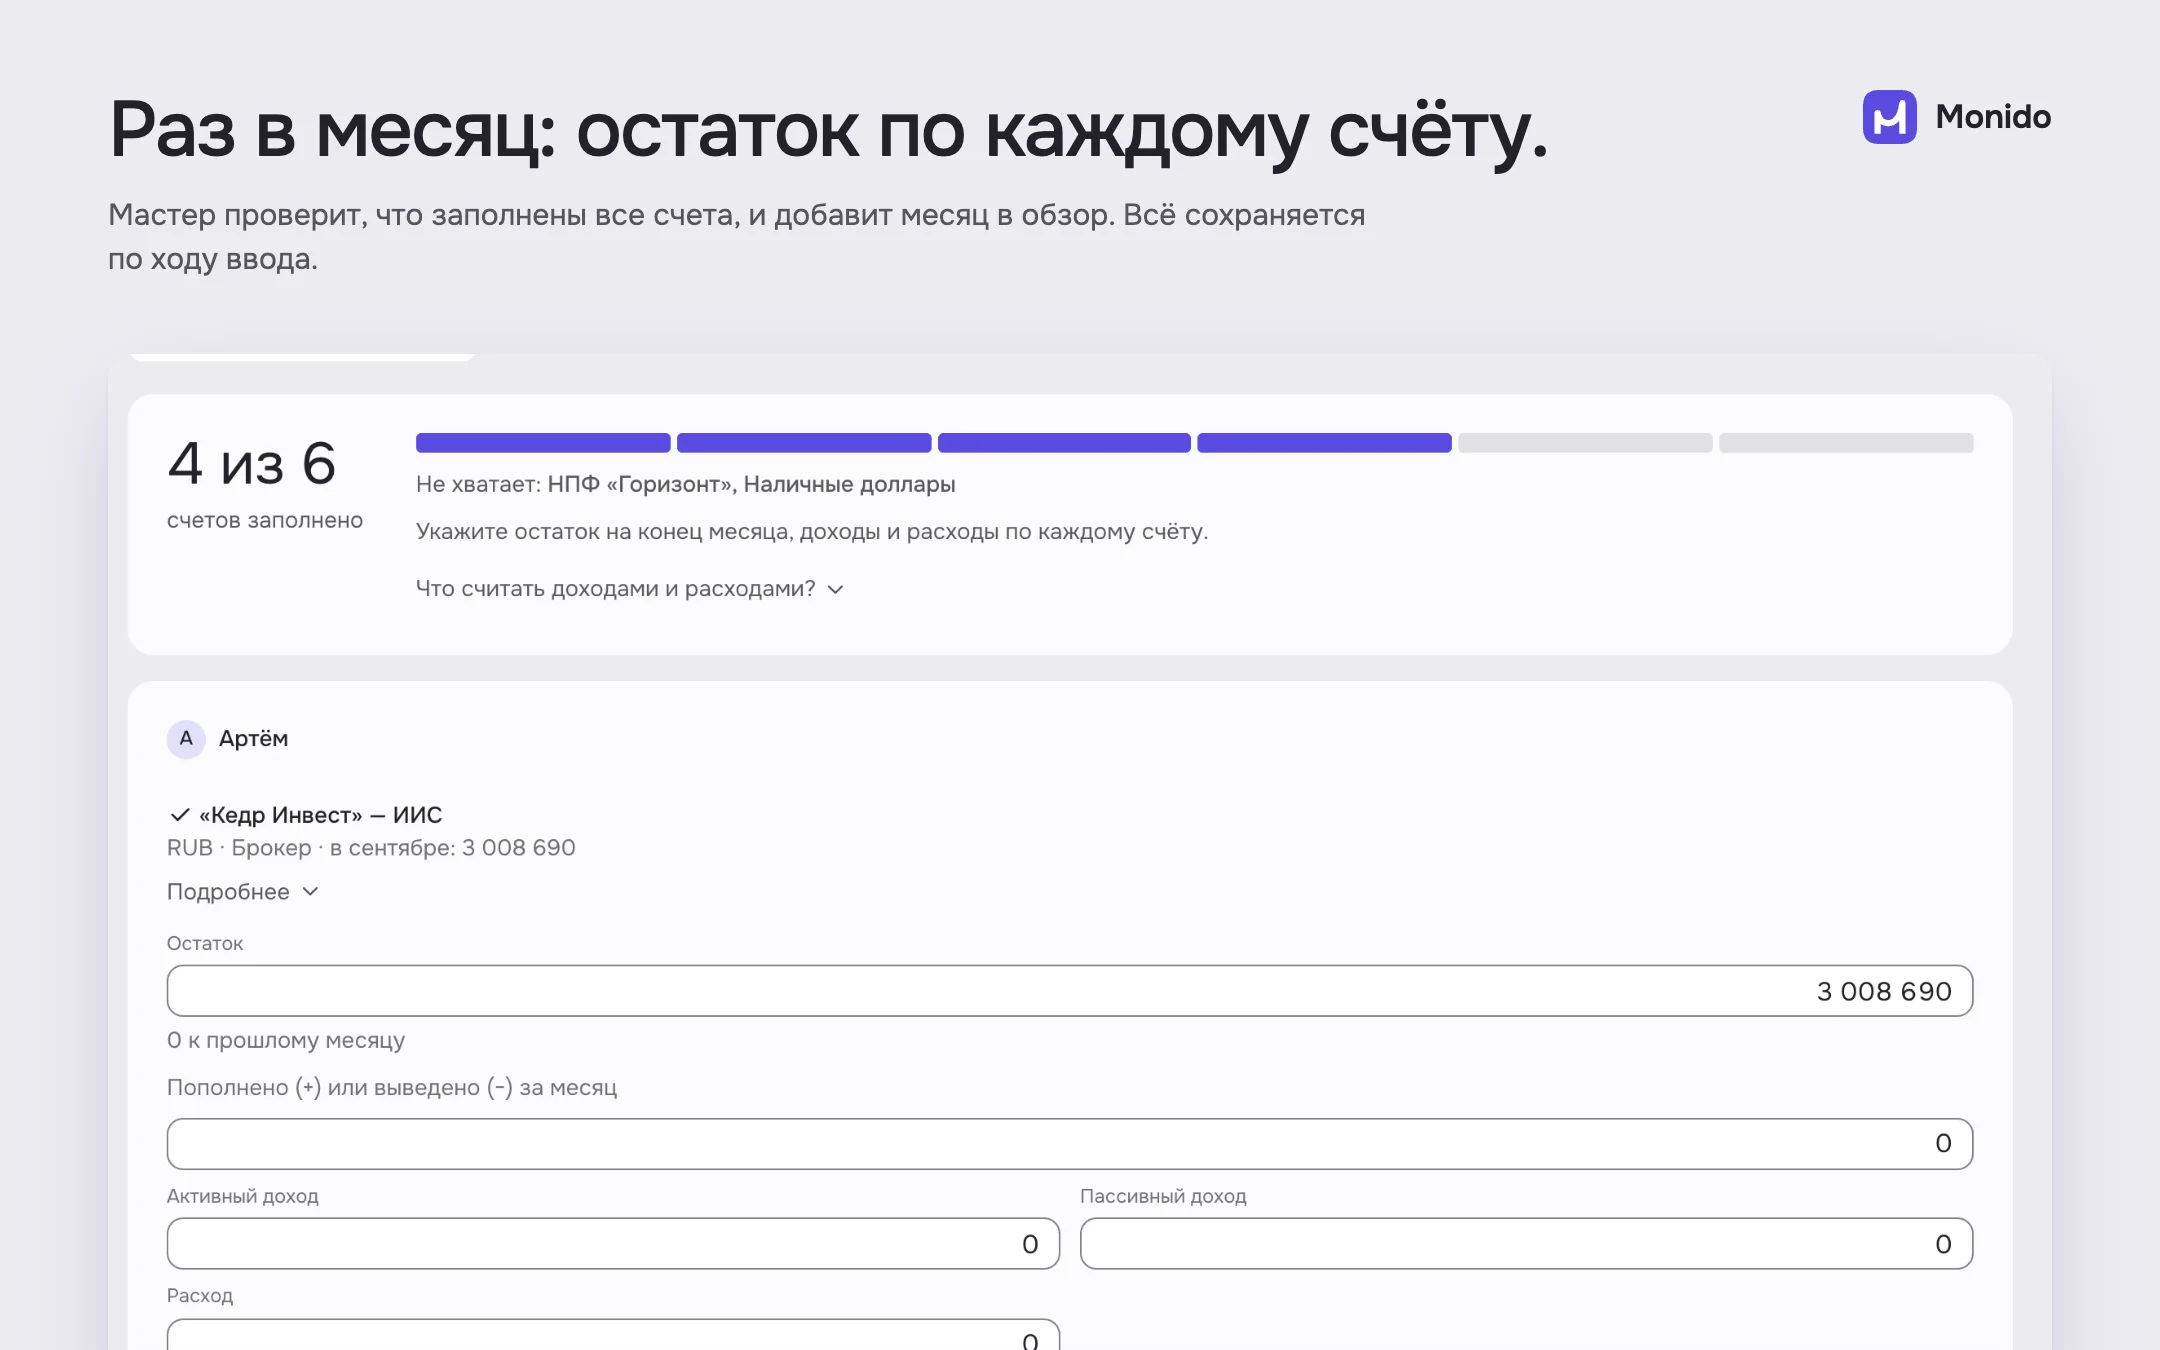 Раз в месяц: остаток по каждому счёту.
Monido
Мастер проверит, что заполнены все счета, и добавит месяц в обзор. Всё сохраняется
по ходу ввода.
4 из 6
счетов заполнено
Не хватает: НПФ «Горизонт», Наличные доллары
Укажите остаток на конец месяца, доходы и расходы по каждому счёту.
Что считать доходами и расходами?
А Артём
«Кедр Инвест» — ИИС
RUB · Брокер · в сентябре: 3 008 690
Подробнее
Остаток
3 008 690
0 к прошлому месяцу
Пополнено (+) или выведено (−) за месяц
0
Активный доход
0
Пассивный доход
0
Расход
0